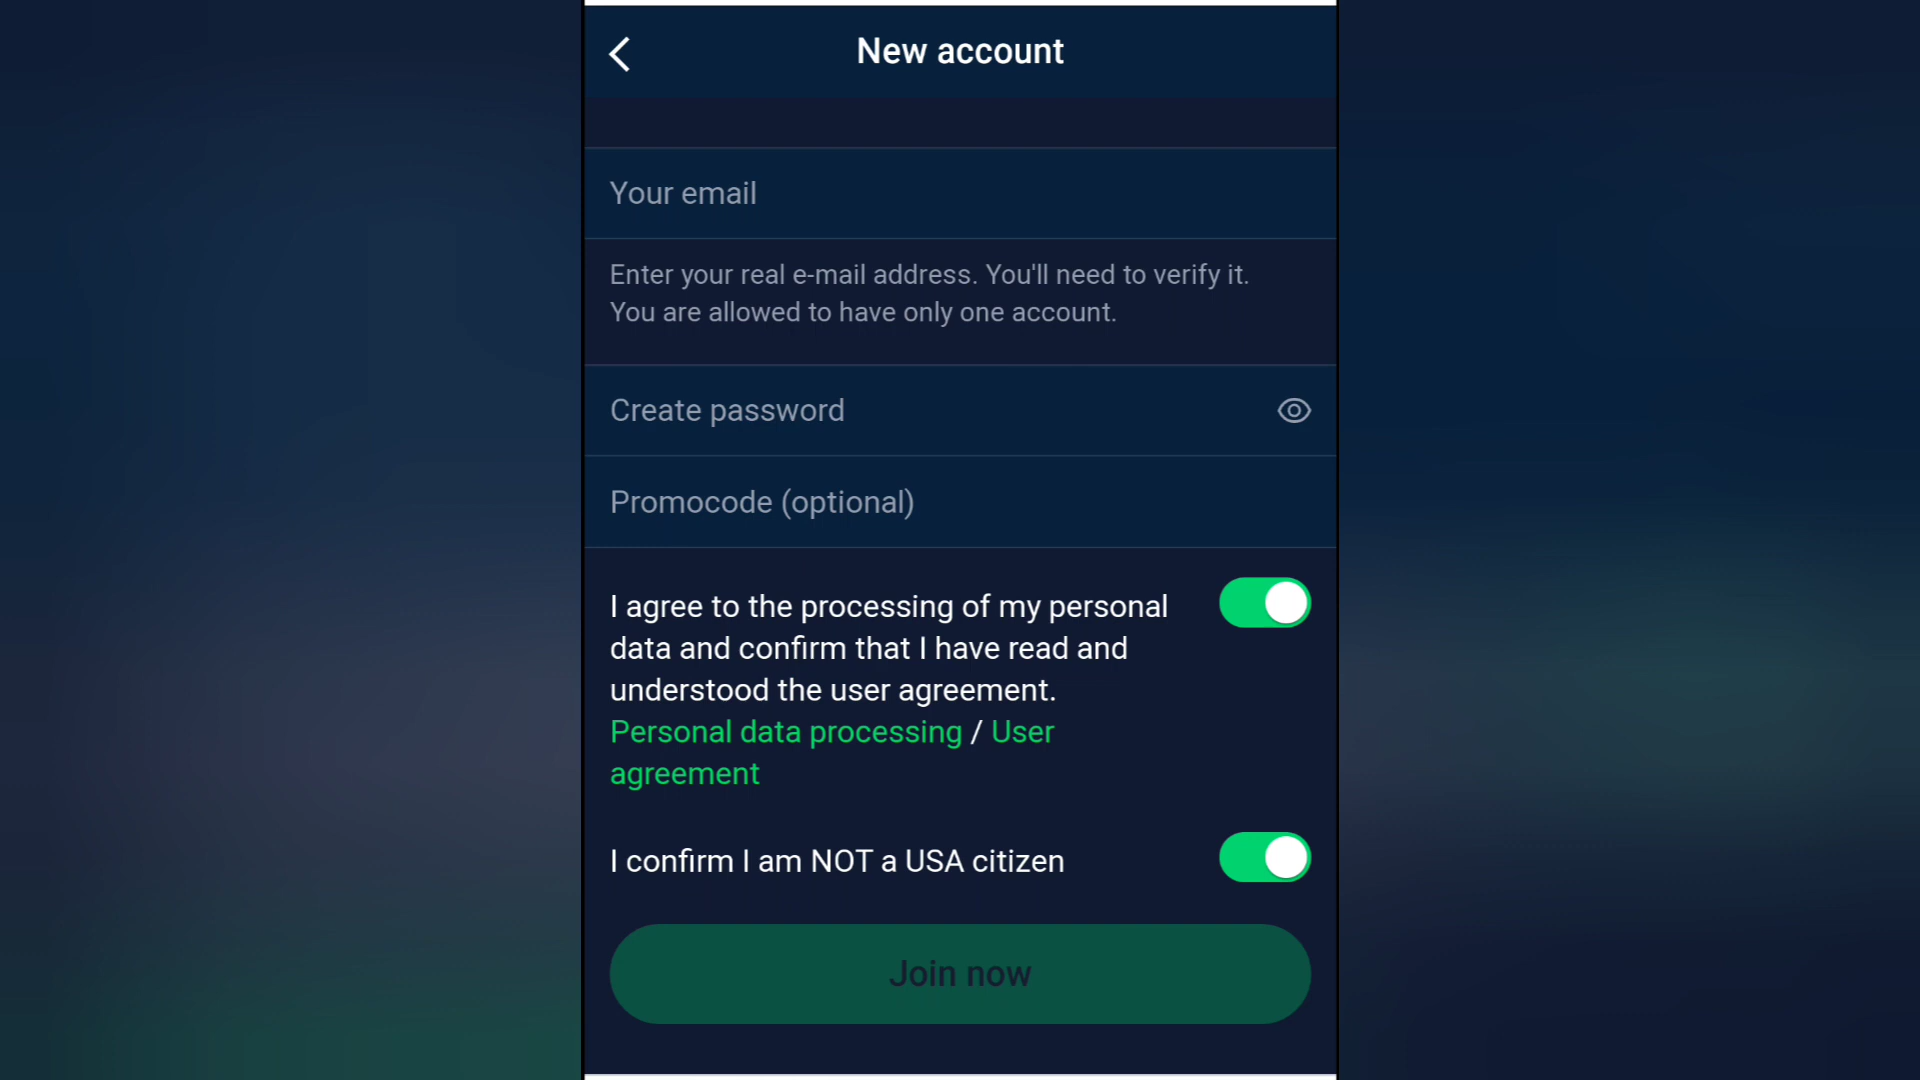 New account
Your email
Enter your real e-mail address. You'll need to verify it.
You are allowed to have only one account.
Create password
Promocode (optional)
I agree to the processing of my personal
data and confirm that I have read and
understood the user agreement.
Personal data processing / User
agreement
I confirm I am NOT a USA citizen
Join now